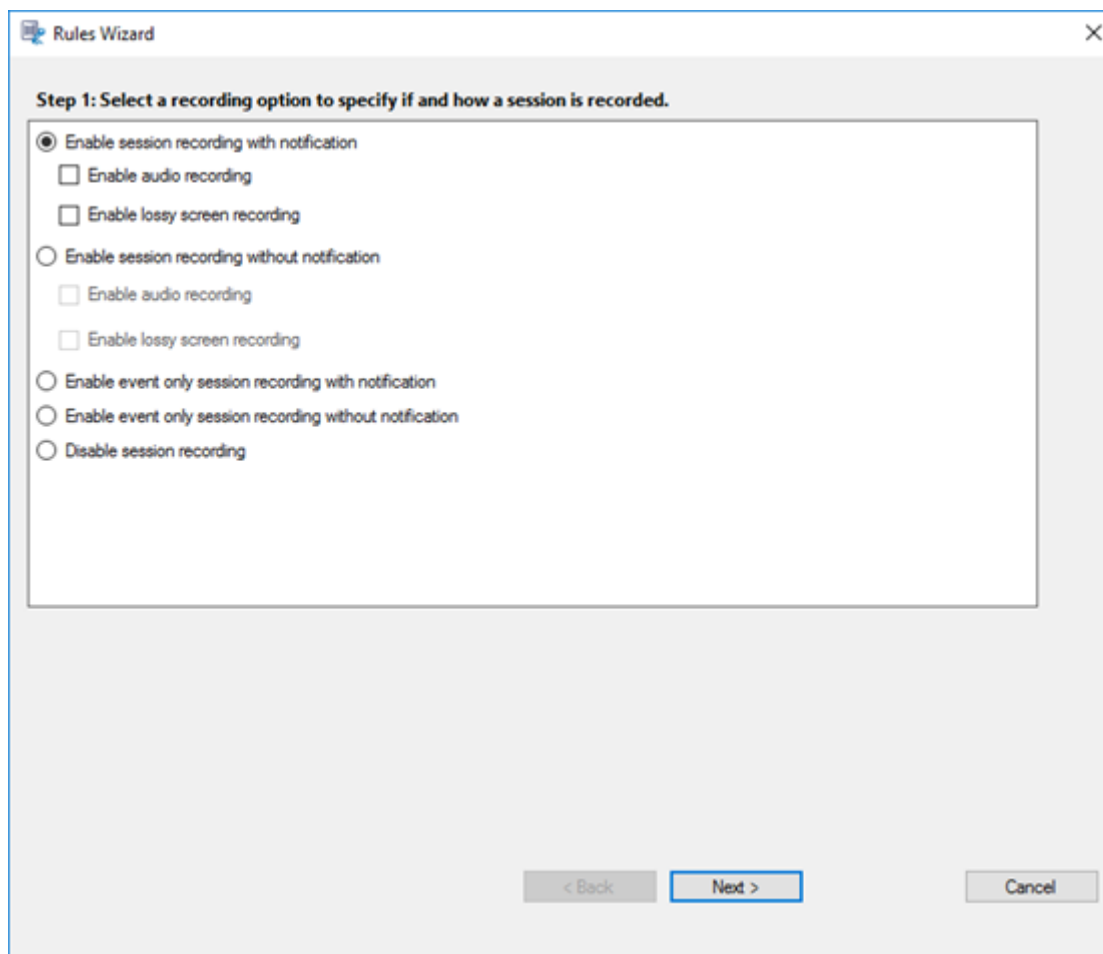 Rules Wizard
Step 1: Select a recording option to specify if and how a session is recorded.
Enable session recording with notification
Enable audio recording
Enable lossy screen recording
Enable session recording without notification
Enable audio recording
Enable lossy screen recording
Enable event only session recording with notification
Enable event only session recording without notification
Disable session recording
< Back Next > Cancel